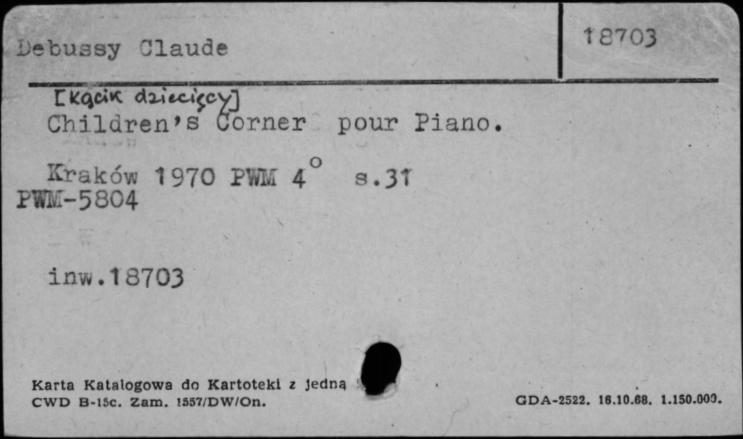 Debussy Claude
18703
[Kącik dziecięcy]
Children's Corner pour Piano.
Kraków 1970 PWM 4° s.31
PWM-5804
inw.18703
Karta Katalogowa do Kartoteki z jedną
CWD B-15c. Zam. 1557/DW/On.
GDA-2522. 16.10.68. 1.150.000.